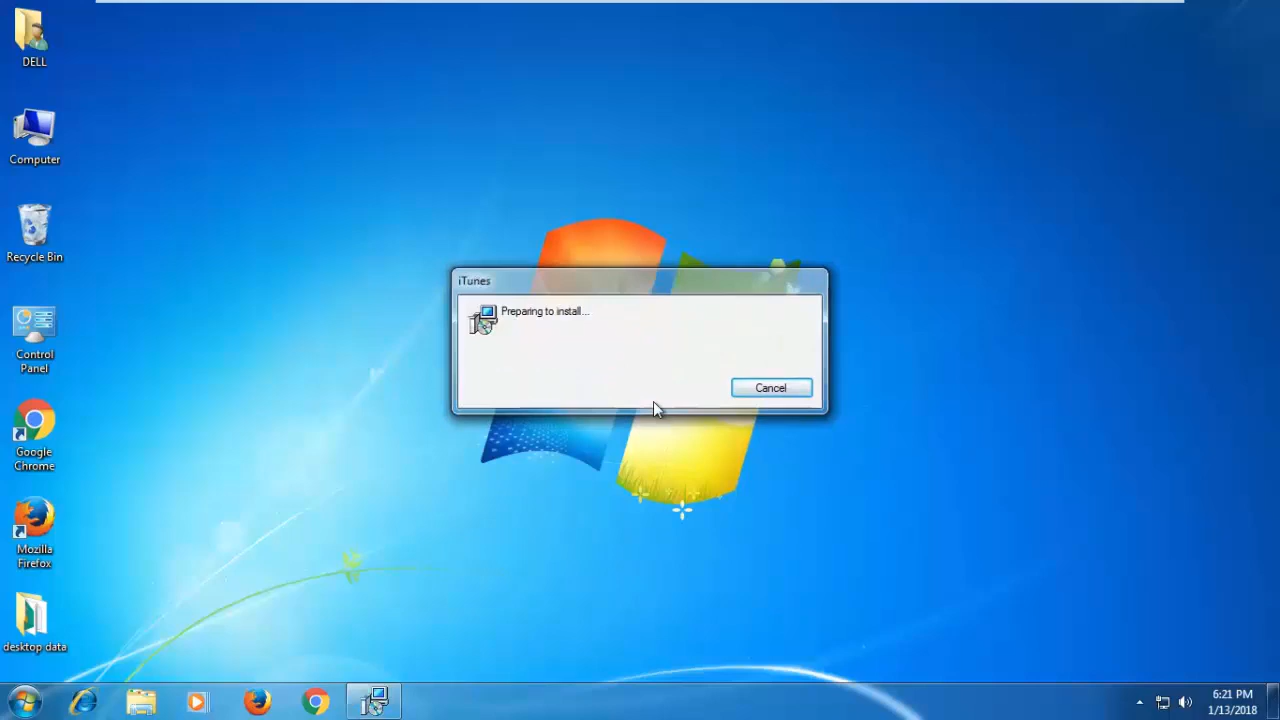 DELL
Computer
Recycle Bin
Control
Panel
Google
Chrome
Mozilla
Firefox
desktop data
iTunes
Preparing to install...
Cancel
6:21 PM
1/13/2018